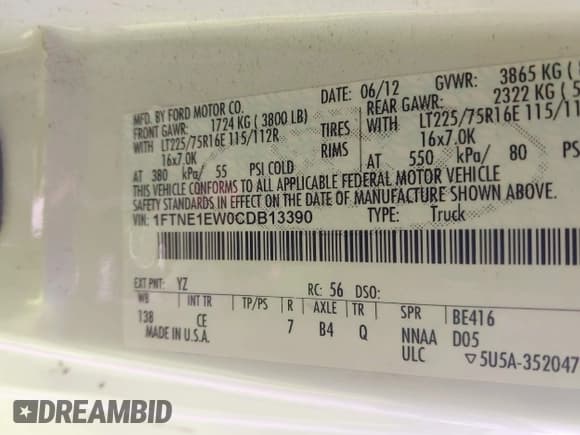 MFD. BY FORD MOTOR CO.
DATE: 06/12
GVWR: 3865 KG
FRONT GAWR: 1724 KG (3800 LB)
REAR GAWR: 2322 KG
WITH LT225/75R16E 115/112R TIRES WITH LT225/75R16E 115/11
16x7.0K RIMS 16x7.0K
AT 380 kPa/ 55 PSI COLD AT 550 kPa/ 80 PS
THIS VEHICLE CONFORMS TO ALL APPLICABLE FEDERAL MOTOR VEHICLE
SAFETY STANDARDS IN EFFECT ON THE DATE OF MANUFACTURE SHOWN ABOVE.
VIN: 1FTNE1EW0CDB13390 TYPE: Truck
EXT PNT: YZ RC: 56 DSO:
WB INT TR TP/PS R AXLE TR SPR BE416
138 CE 7 B4 Q NNAA D05
MADE IN U.S.A. ULC ▽5U5A-352047
DREAMBID